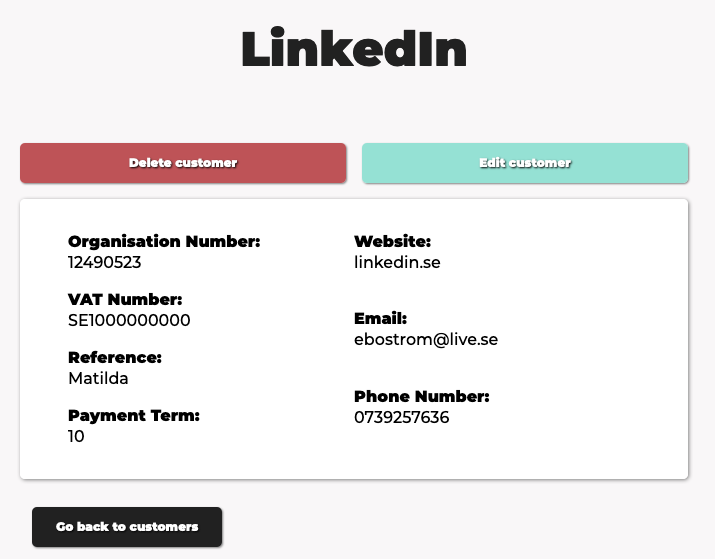 LinkedIn
Delete customer
Edit customer
Organisation Number:
12490523
VAT Number:
SE1000000000
Reference:
Matilda
Payment Term:
10
Website:
linkedin.se
Email:
ebostrom@live.se
Phone Number:
0739257636
Go back to customers